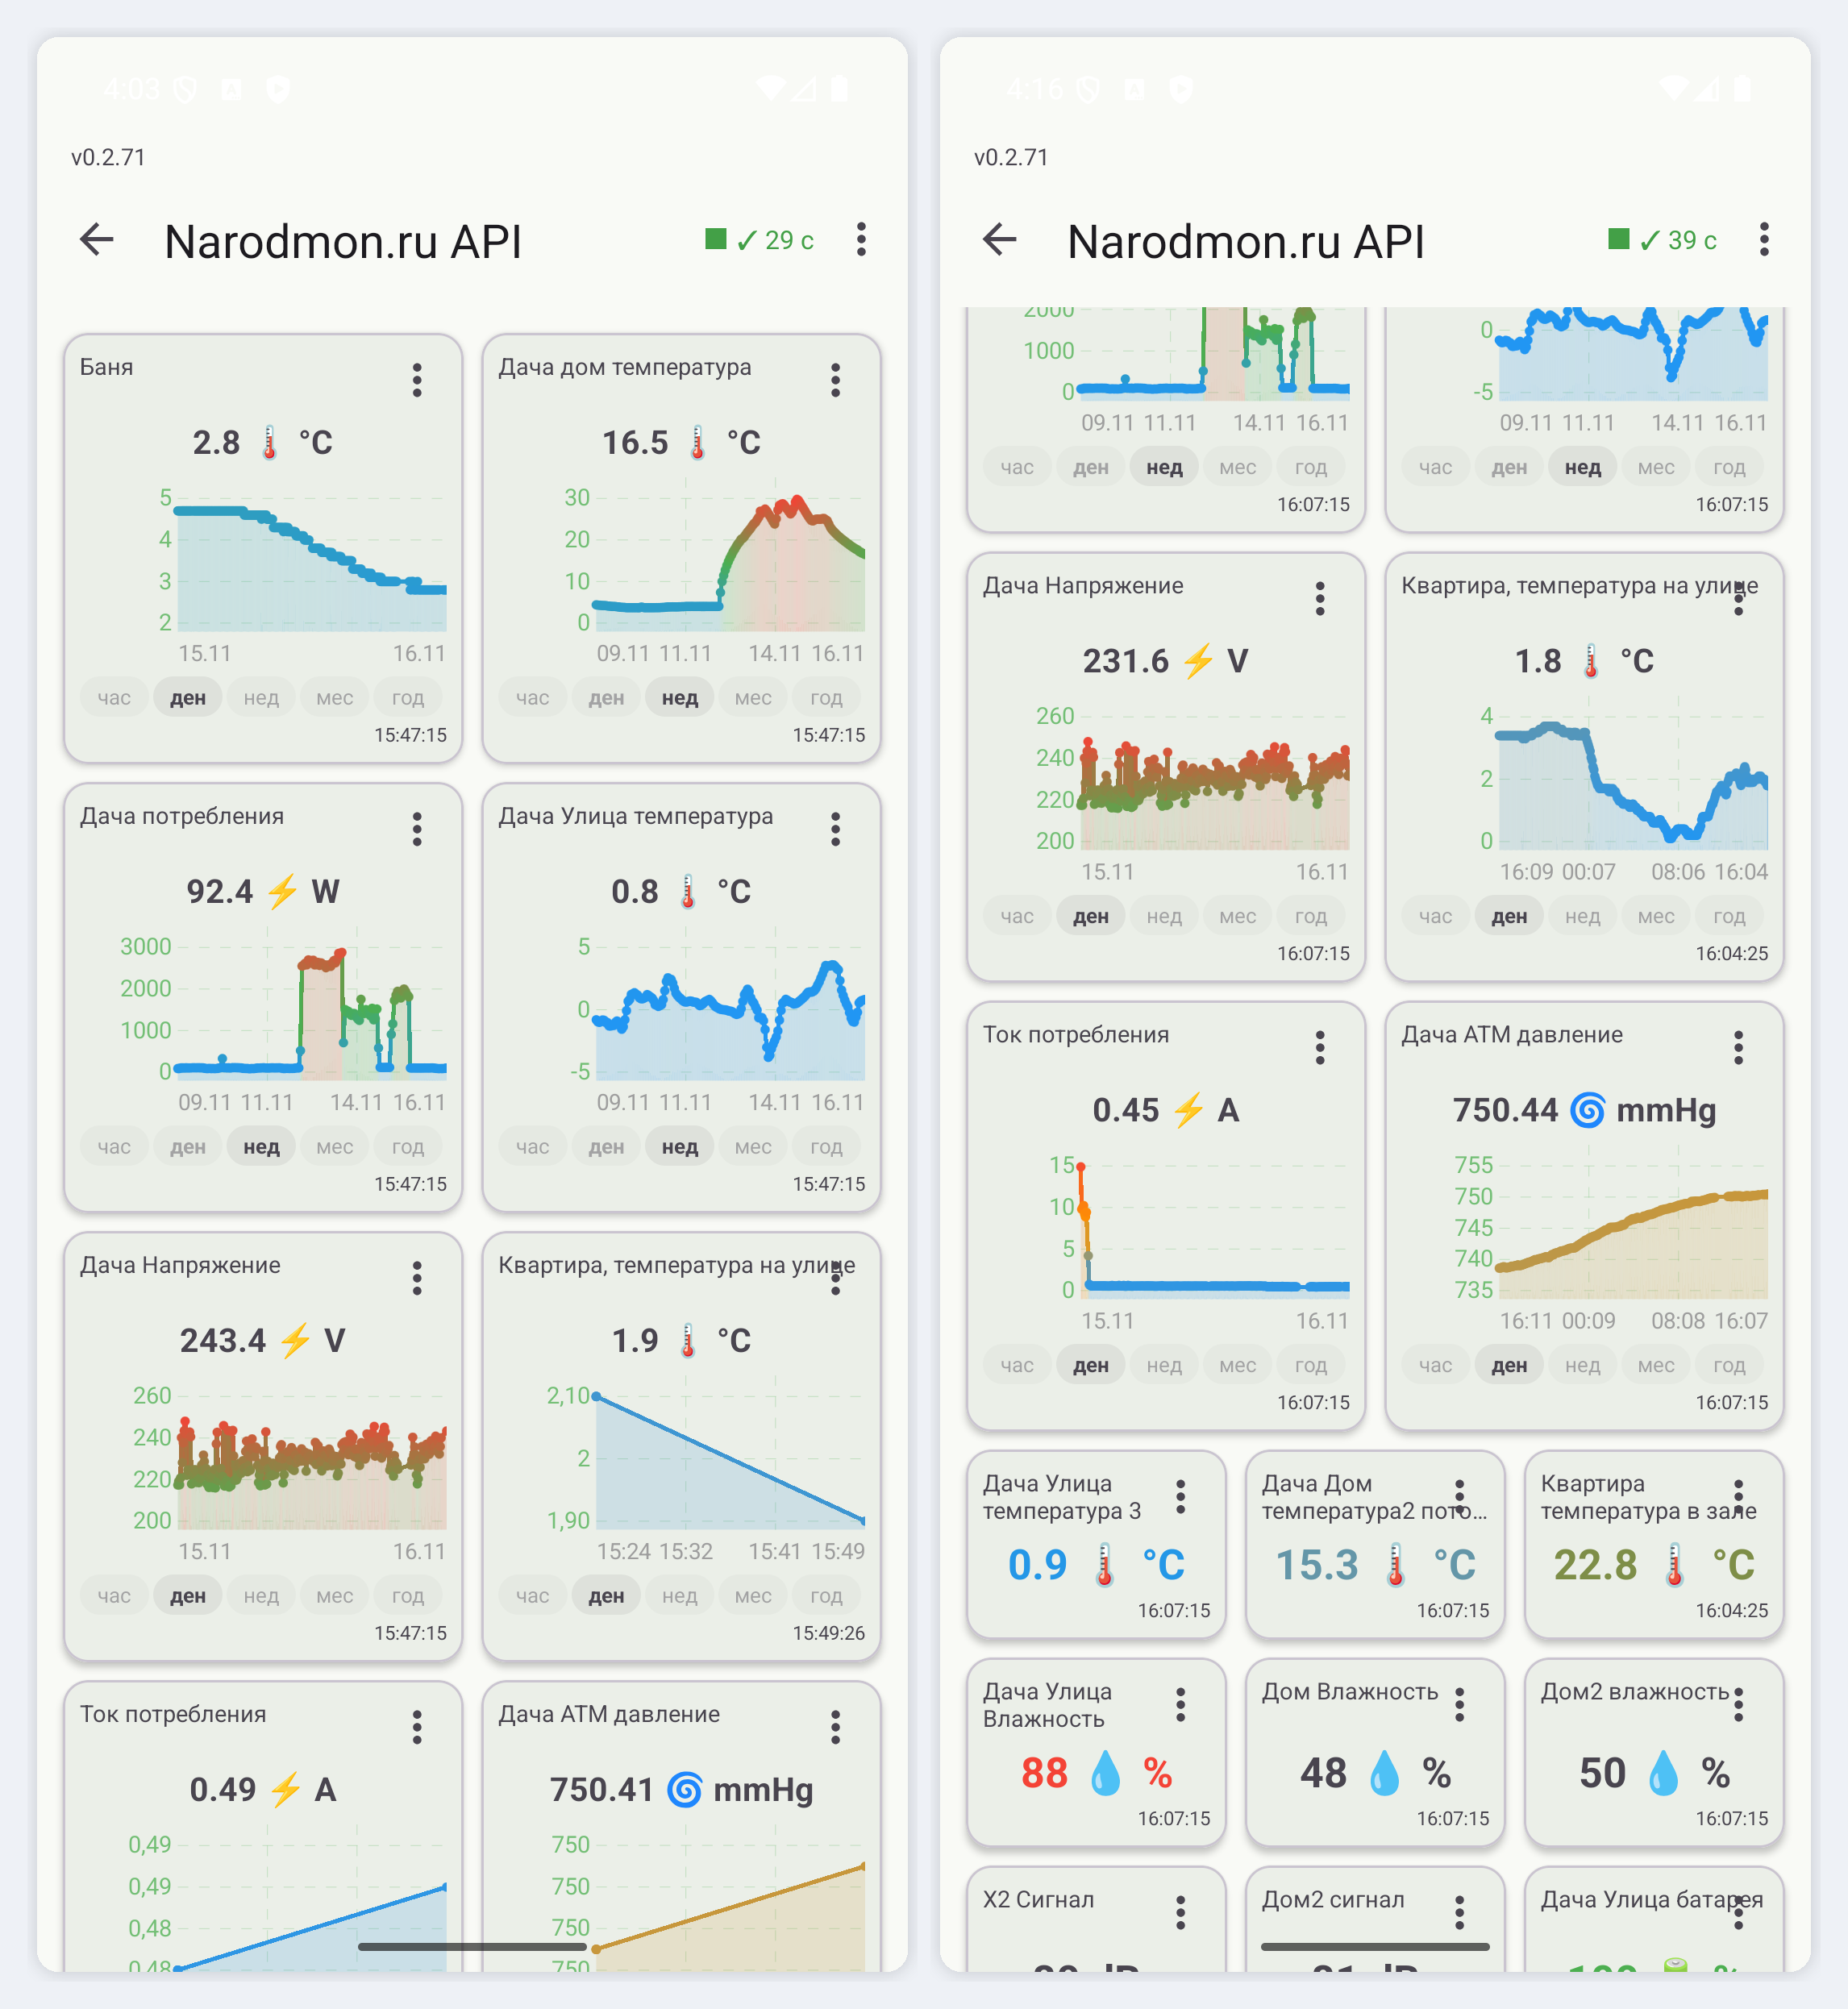 4:03
v0.2.71
Narodmon.ru API
✓ 29 с
Баня
2.8 🌡 °C
5
4
3
2
15.11 16.11
час ден нед мес год
15:47:15
Дача дом температура
16.5 🌡 °C
30
20
10
0
09.11 11.11 14.11 16.11
час ден нед мес год
15:47:15
Дача потребления
92.4 ⚡ W
3000
2000
1000
0
09.11 11.11 14.11 16.11
час ден нед мес год
15:47:15
Дача Улица температура
0.8 🌡 °C
5
0
-5
09.11 11.11 14.11 16.11
час ден нед мес год
15:47:15
Дача Напряжение
243.4 ⚡ V
260
240
220
200
15.11 16.11
час ден нед мес год
15:47:15
Квартира, температура на улице
1.9 🌡 °C
2,10
2
1,90
15:24 15:32 15:41 15:49
час ден нед мес год
15:49:26
Ток потребления
0.49 ⚡ A
0,49
0,49
0,48
0,48
Дача АТМ давление
750.41 🌀 mmHg
750
750
750
750
4:16
v0.2.71
Narodmon.ru API
✓ 39 с
2000
1000
0
09.11 11.11 14.11 16.11
час ден нед мес год
16:07:15
0
-5
09.11 11.11 14.11 16.11
час ден нед мес год
16:07:15
Дача Напряжение
231.6 ⚡ V
260
240
220
200
15.11 16.11
час ден нед мес год
16:07:15
Квартира, температура на улице
1.8 🌡 °C
4
2
0
16:09 00:07 08:06 16:04
час ден нед мес год
16:04:25
Ток потребления
0.45 ⚡ A
15
10
5
0
15.11 16.11
час ден нед мес год
16:07:15
Дача АТМ давление
750.44 🌀 mmHg
755
750
745
740
735
16:11 00:09 08:08 16:07
час ден нед мес год
16:07:15
Дача Улица
температура 3
0.9 🌡 °C
16:07:15
Дача Дом
температура2 пото...
15.3 🌡 °C
16:07:15
Квартира
температура в зале
22.8 🌡 °C
16:04:25
Дача Улица
Влажность
88 💧 %
16:07:15
Дом Влажность
48 💧 %
16:07:15
Дом2 влажность
50 💧 %
16:07:15
X2 Сигнал
Дом2 сигнал
Дача Улица батарея